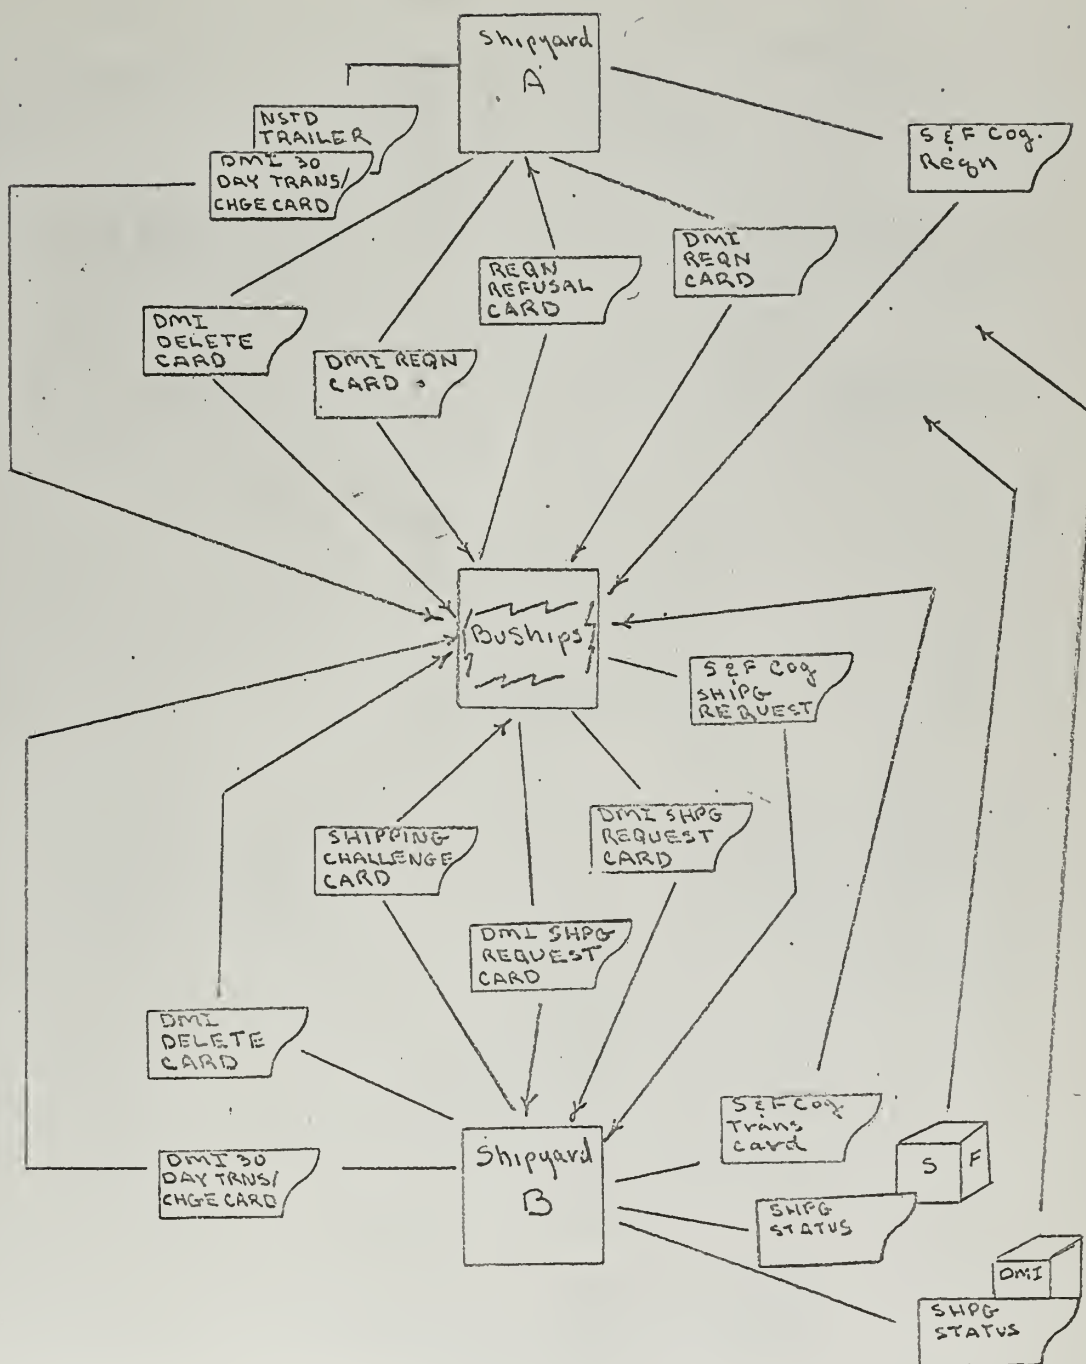 Shipyard
A
NSTD
TRAILER
DMI 30
DAY TRANS/
CHGE CARD
S & F Cog.
Reqn
DMI
REQN
CARD
REQN
REFUSAL
CARD
DMI
DELETE
CARD
DMI REQN
CARD
BuShips
S & F Cog
SHIPG
REQUEST
DMI SHPG
REQUEST
CARD
SHIPPING
CHALLENGE
CARD
DMI SHPG
REQUEST
CARD
DMI
DELETE
CARD
S & F Cog
Trans
card
Shipyard
B
DMI 30
DAY TRNS/
CHGE CARD
S F
SHPG
STATUS
DMI
SHPG
STATUS